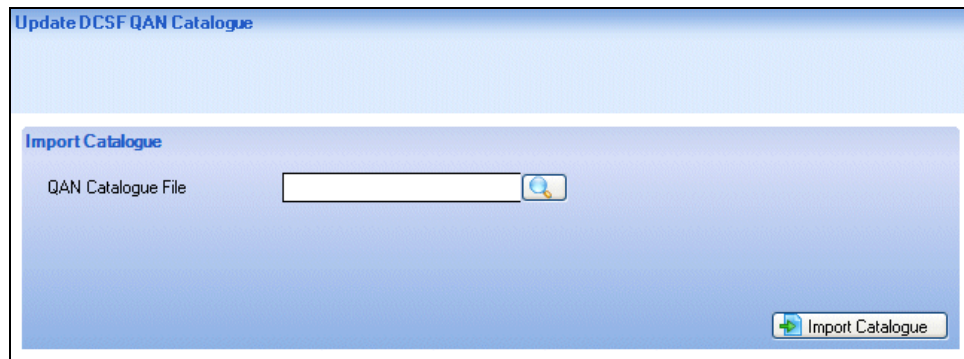 Update DCSF QAN Catalogue
Import Catalogue
QAN Catalogue File
Import Catalogue